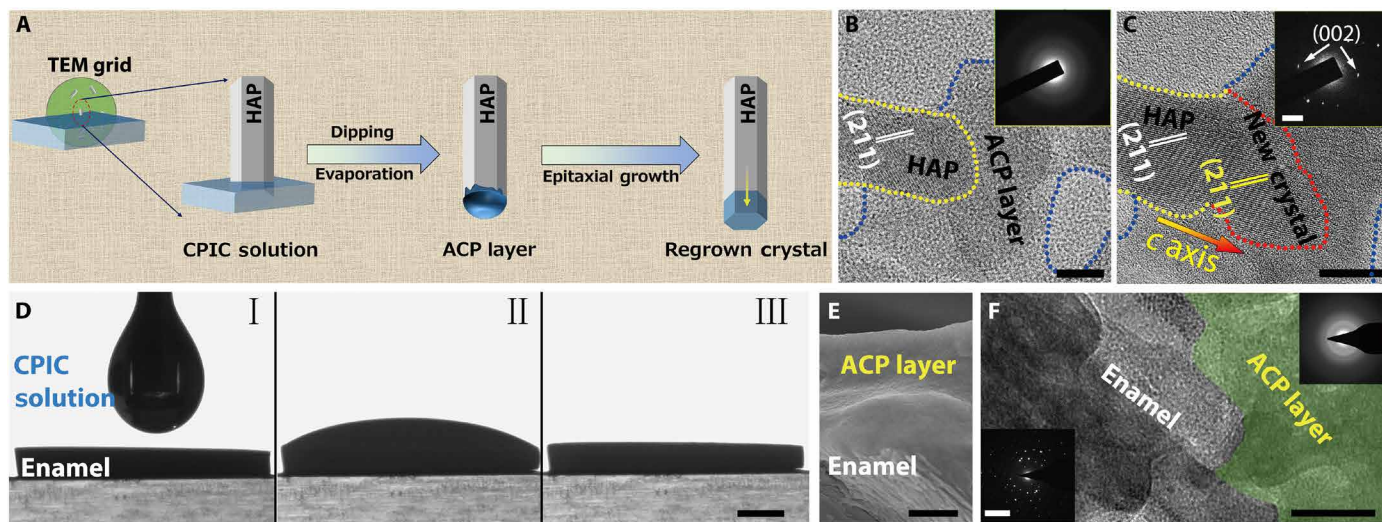 A
TEM grid
HAP
CPIC solution
Dipping
Evaporation
HAP
ACP layer
Epitaxial growth
HAP
Regrown crystal
B
(211)
HAP
ACP layer
C
(002)
HAP
(211)
(211)
New crystal
c axis
D
I
CPIC
solution
Enamel
II
III
E
ACP layer
Enamel
F
Enamel
ACP layer